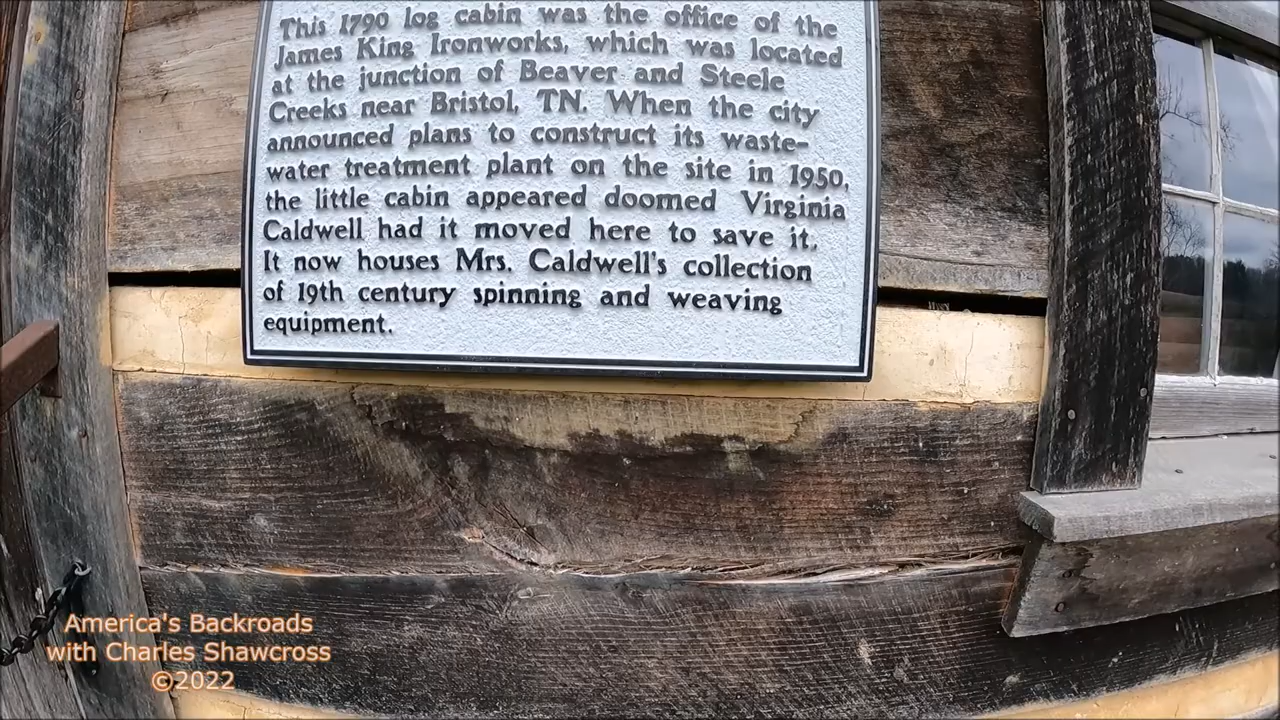 This 1790 log cabin was the office of the
James King Ironworks, which was located
at the junction of Beaver and Steele
Creeks near Bristol, TN. When the city
announced plans to construct its waste-
water treatment plant on the site in 1950,
the little cabin appeared doomed Virginia
Caldwell had it moved here to save it.
It now houses Mrs. Caldwell's collection
of 19th century spinning and weaving
equipment.
America's Backroads
with Charles Shawcross
©2022